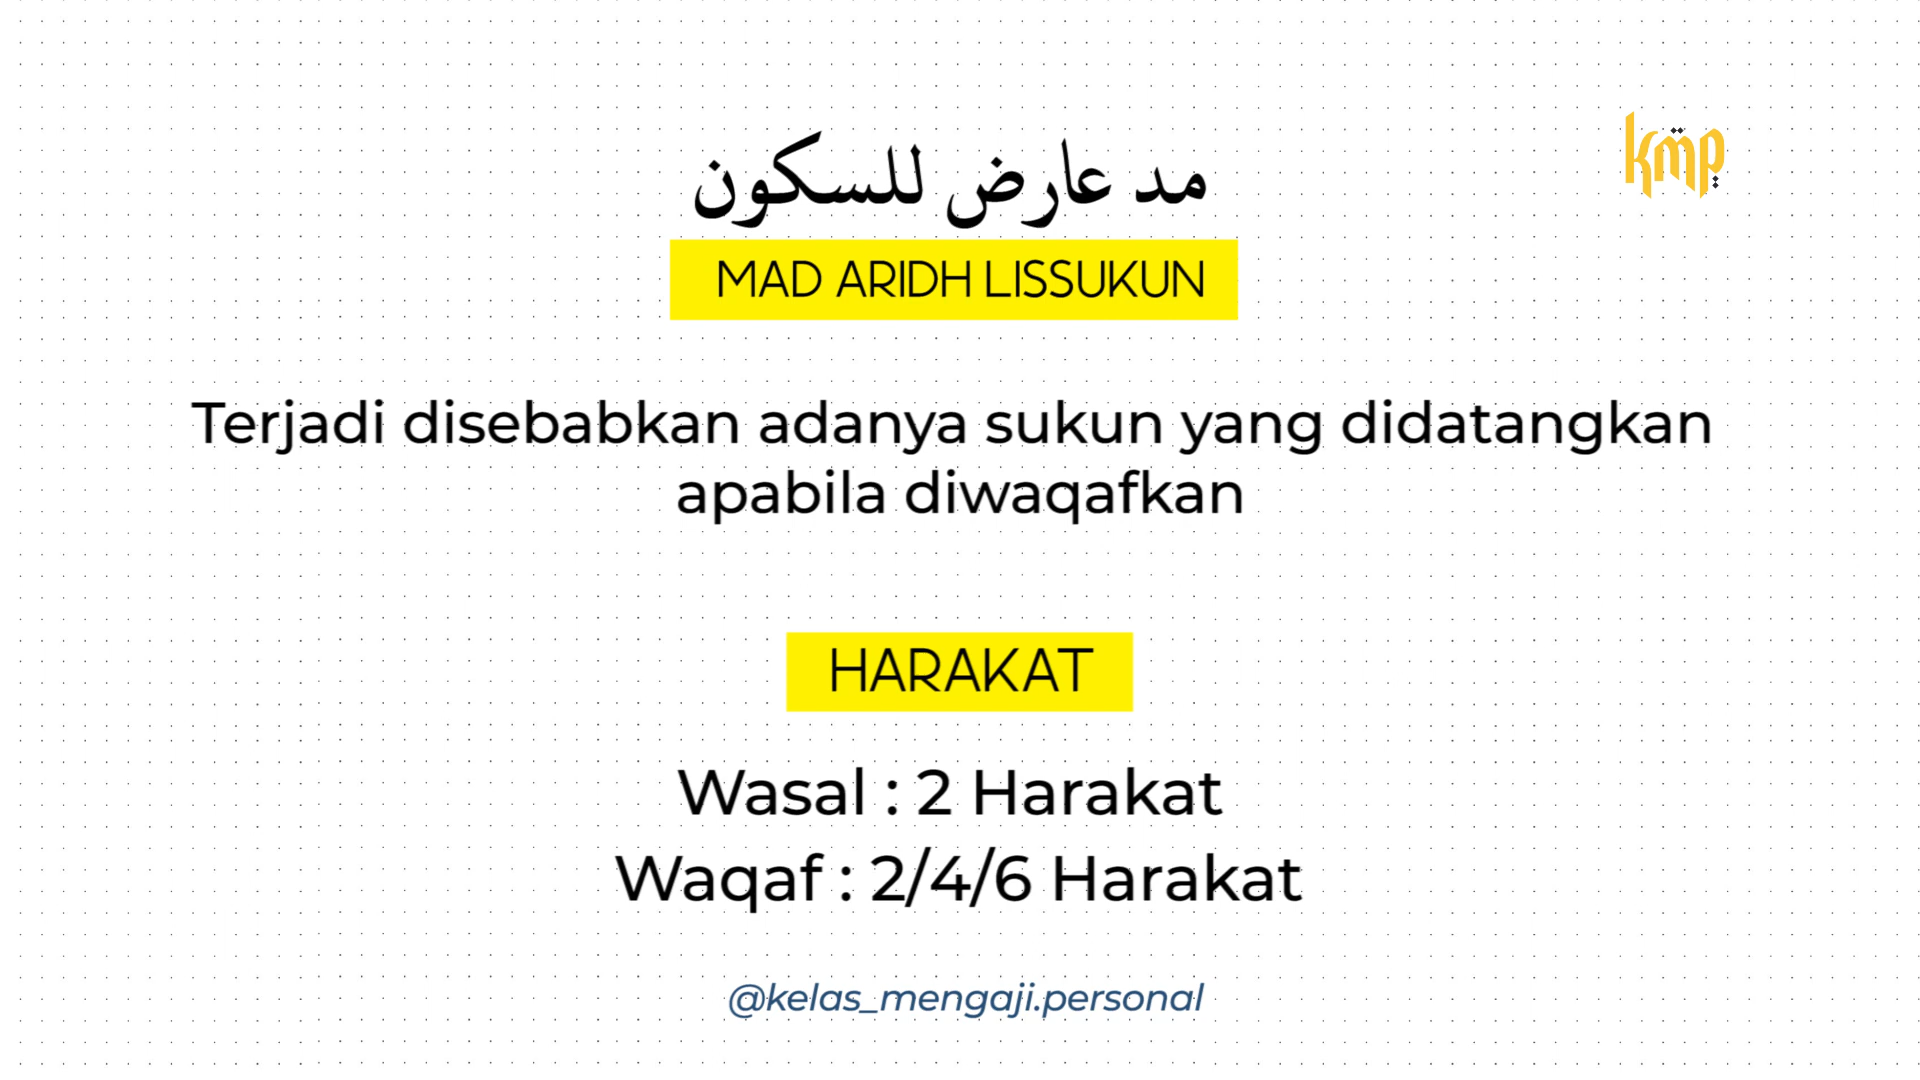 مد عارض للسكون
kmp
MAD ARIDH LISSUKUN
Terjadi disebabkan adanya sukun yang didatangkan
apabila diwaqafkan
HARAKAT
Wasal : 2 Harakat
Waqaf : 2/4/6 Harakat
@kelas_mengaji.personal